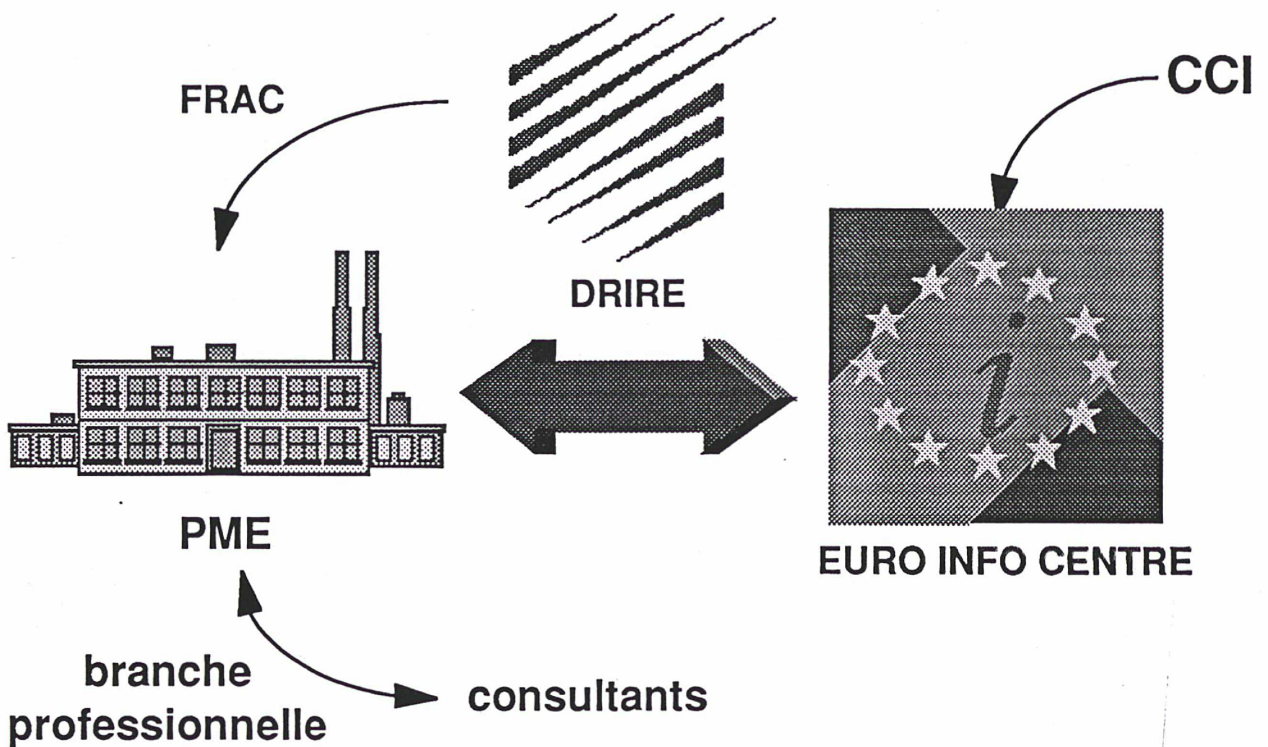 FRAC
CCI
DRIRE
i
PME
EURO INFO CENTRE
branche
professionnelle
consultants